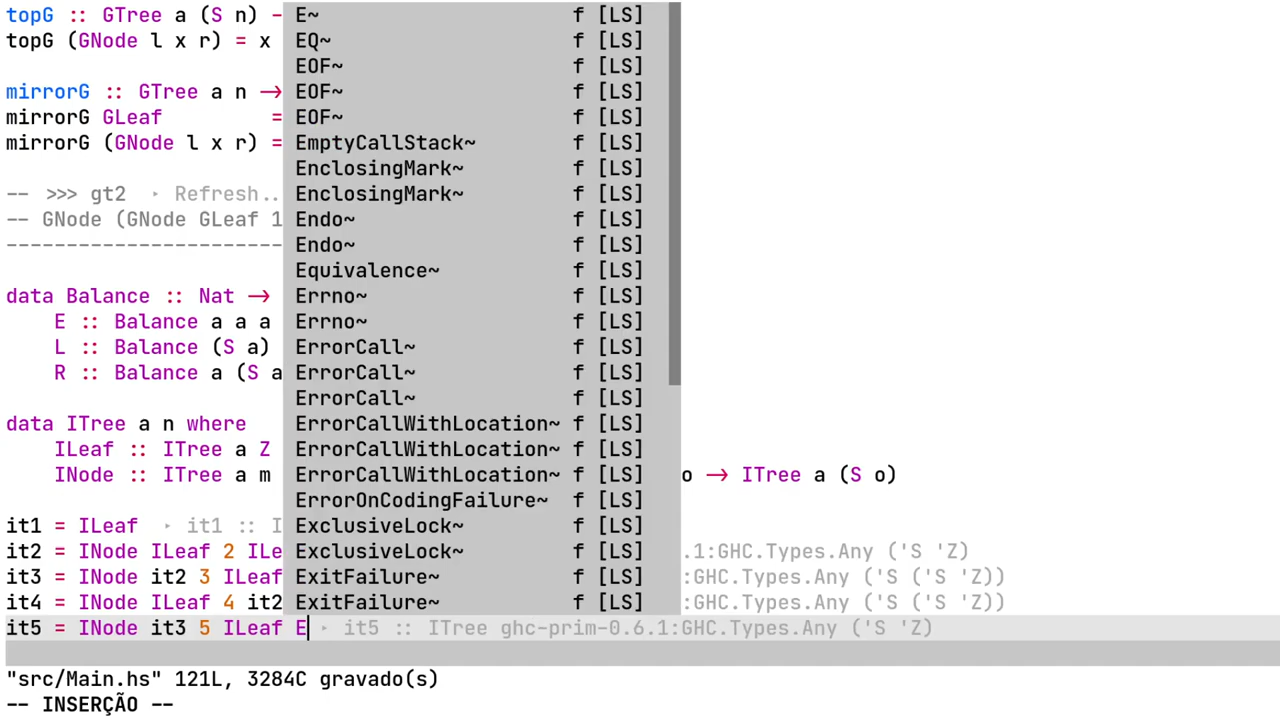 topG :: GTree a (S n) - E~ f [LS]
topG (GNode l x r) = x EQ~ f [LS]
EOF~ f [LS]
mirrorG :: GTree a n -> EOF~ f [LS]
mirrorG GLeaf = EOF~ f [LS]
mirrorG (GNode l x r) = EmptyCallStack~ f [LS]
EnclosingMark~ f [LS]
-- >>> gt2 ‣ Refresh.. EnclosingMark~ f [LS]
-- GNode (GNode GLeaf 1 Endo~ f [LS]
----------------------- Endo~ f [LS]
Equivalence~ f [LS]
data Balance :: Nat -> Errno~ f [LS]
E :: Balance a a a Errno~ f [LS]
L :: Balance (S a) ErrorCall~ f [LS]
R :: Balance a (S a ErrorCall~ f [LS]
ErrorCall~ f [LS]
data ITree a n where ErrorCallWithLocation~ f [LS]
ILeaf :: ITree a Z ErrorCallWithLocation~ f [LS]
INode :: ITree a m ErrorCallWithLocation~ f [LS] o -> ITree a (S o)
ErrorOnCodingFailure~ f [LS]
it1 = ILeaf ‣ it1 :: I ExclusiveLock~ f [LS]
it2 = INode ILeaf 2 ILe ExclusiveLock~ f [LS] .1:GHC.Types.Any ('S 'Z)
it3 = INode it2 3 ILeaf ExitFailure~ f [LS] :GHC.Types.Any ('S ('S 'Z))
it4 = INode ILeaf 4 it2 ExitFailure~ f [LS] :GHC.Types.Any ('S ('S 'Z))
it5 = INode it3 5 ILeaf E ‣ it5 :: ITree ghc-prim-0.6.1:GHC.Types.Any ('S 'Z)
"src/Main.hs" 121L, 3284C gravado(s)
-- INSERÇÃO --